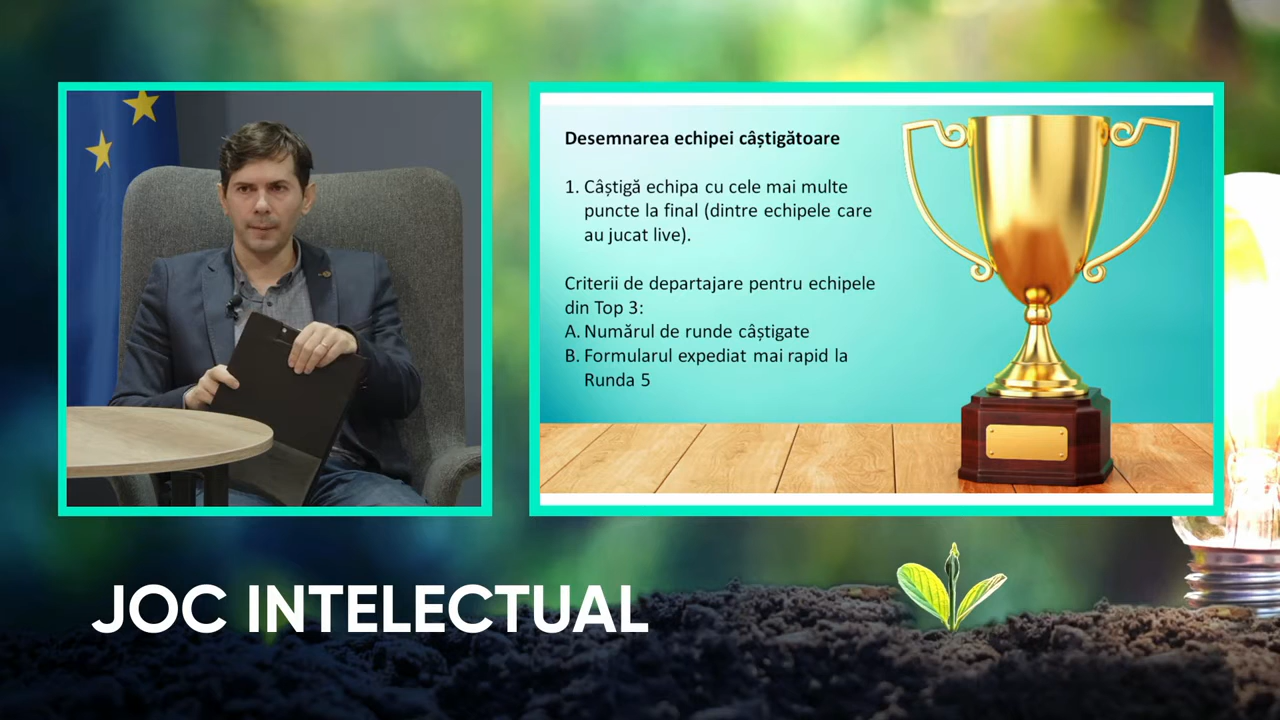 Desemnarea echipei câștigătoare
1. Câștigă echipa cu cele mai multe
puncte la final (dintre echipele care
au jucat live).
Criterii de departajare pentru echipele
din Top 3:
A. Numărul de runde câștigate
B. Formularul expediat mai rapid la
Runda 5
JOC INTELECTUAL